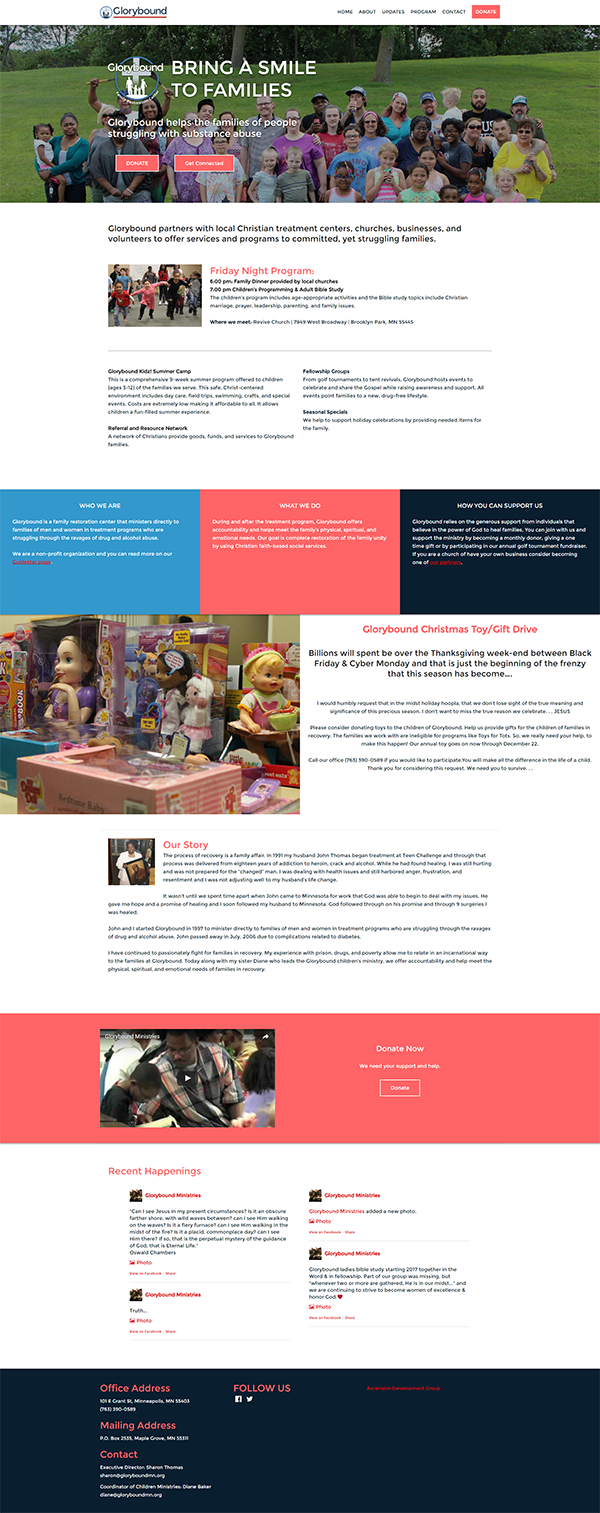 Glorybound
HOME ABOUT UPDATES PROGRAM CONTACT DONATE
Glorybound
BRING A SMILE
TO FAMILIES
Glorybound helps the families of people
struggling with substance abuse
DONATE
Get Connected
Glorybound partners with local Christian treatment centers, churches, businesses, and
volunteers to offer services and programs to committed, yet struggling families.
Friday Night Program:
6:00 pm: Family Dinner provided by local churches
7:00 pm Children's Programming & Adult Bible Study
The children's program includes age-appropriate activities and the Bible study topics include Christian
marriage, prayer, leadership, parenting, and family issues.
Where we meet: Revive Church | 7849 West Broadway | Brooklyn Park, MN 55445
Glorybound Kidz! Summer Camp
This is a comprehensive 9-week summer program offered to children
(ages 3-12) of the families we serve. This safe, Christ-centered
environment includes day care, field trips, swimming, crafts, and special
events. Costs are extremely low making it affordable to all. It allows
children a fun-filled summer experience.
Referral and Resource Network
A network of Christians provide goods, funds, and services to Glorybound
families.
Fellowship Groups
From golf tournaments to tent revivals, Glorybound hosts events to
celebrate and share the Gospel while raising awareness and support. All
events point families to a new, drug-free lifestyle.
Seasonal Specials
We help to support holiday celebrations by providing needed items for
the family.
WHO WE ARE
Glorybound is a family restoration center that ministers directly to
families of men and women in treatment programs who are
struggling through the ravages of drug and alcohol abuse.
We are a non-profit organization and you can read more on our
Guidestar page.
WHAT WE DO
During and after the treatment program, Glorybound offers
accountability and helps meet the family's physical, spiritual, and
emotional needs. Our goal is complete restoration of the family unity
by using Christian faith-based social services.
HOW YOU CAN SUPPORT US
Glorybound relies on the generous support from individuals that
believe in the power of God to heal families. You can join with us and
support the ministry by becoming a monthly donor, giving a one
time gift or by participating in our annual golf tournament fundraiser.
If you are a church of have your own business consider becoming
one of our partners.
Glorybound Christmas Toy/Gift Drive
Billions will spent be over the Thanksgiving week-end between Black
Friday & Cyber Monday and that is just the beginning of the frenzy
that this season has become….
I would humbly request that in the midst holiday hoopla, that we don't lose sight of the true meaning and
significance of this precious season. I don't want to miss the true reason we celebrate. . . JESUS
Please consider donating toys to the children of Glorybound. Help us provide gifts for the children of families in
recovery. The families we work with are ineligible for programs like Toys for Tots. So, we really need your help, to
make this happen! Our annual toy goes on now through December 22.
Call our office (763) 390-0589 if you would like to participate.You will make all the difference in the life of a child.
Thank you for considering this request. We need you to survive. . .
Bedtime Baby
Our Story
The process of recovery is a family affair. In 1991 my husband John Thomas began treatment at Teen Challenge and through that
process was delivered from eighteen years of addiction to heroin, crack and alcohol. While he had found healing. I was still hurting
and was not prepared for the "changed" man. I was dealing with health issues and still harbored anger, frustration, and
resentment and I was not adjusting well to my husband's life change.
It wasn't until we spent time apart when John came to Minnesota for work that God was able to begin to deal with my issues. He
gave me hope and a promise of healing and I soon followed my husband to Minnesota. God followed through on his promise and through 9 surgeries I
was healed.
John and I started Glorybound in 1997 to minister directly to families of men and women in treatment programs who are struggling through the ravages
of drug and alcohol abuse. John passed away in July, 2006 due to complications related to diabetes.
I have continued to passionately fight for families in recovery. My experience with prison, drugs, and poverty allow me to relate in an incarnational way
to the families at Glorybound. Today along with my sister Diane who leads the Glorybound children's ministry, we offer accountability and help meet the
physical, spiritual, and emotional needs of families in recovery.
Glorybound Ministries
Donate Now
We need your support and help.
Donate
Recent Happenings
Glorybound Ministries
"Can I see Jesus in my present circumstances? Is it an obscure
farther shore, with wild waves between? can I see Him walking
on the waves? Is it a fiery furnace? can I see Him walking in the
midst of the fire? Is it a placid, commonplace day? can I see
Him there? If so, that is the perpetual mystery of the guidance
of God, that is Eternal Life."
Oswald Chambers
Photo
View on Facebook · Share
Glorybound Ministries
Truth...
Photo
View on Facebook · Share
Glorybound Ministries
Glorybound Ministries added a new photo.
Photo
View on Facebook · Share
Glorybound Ministries
Glorybound ladies bible study starting 2017 together in the
Word & in fellowship. Part of our group was missing, but
"whenever two or more are gathered, He is in our midst..." and
we are continuing to strive to become women of excellence &
honor God
Photo
View on Facebook · Share
Office Address
101 E Grant St, Minneapolis, MN 55403
(763) 390-0589
Mailing Address
P.O. Box 2535, Maple Grove, MN 55311
Contact
Executive Director: Sharon Thomas
sharon@gloryboundmn.org
Coordinator of Children Ministries: Diane Baker
diane@gloryboundmn.org
FOLLOW US
Ascension Development Group